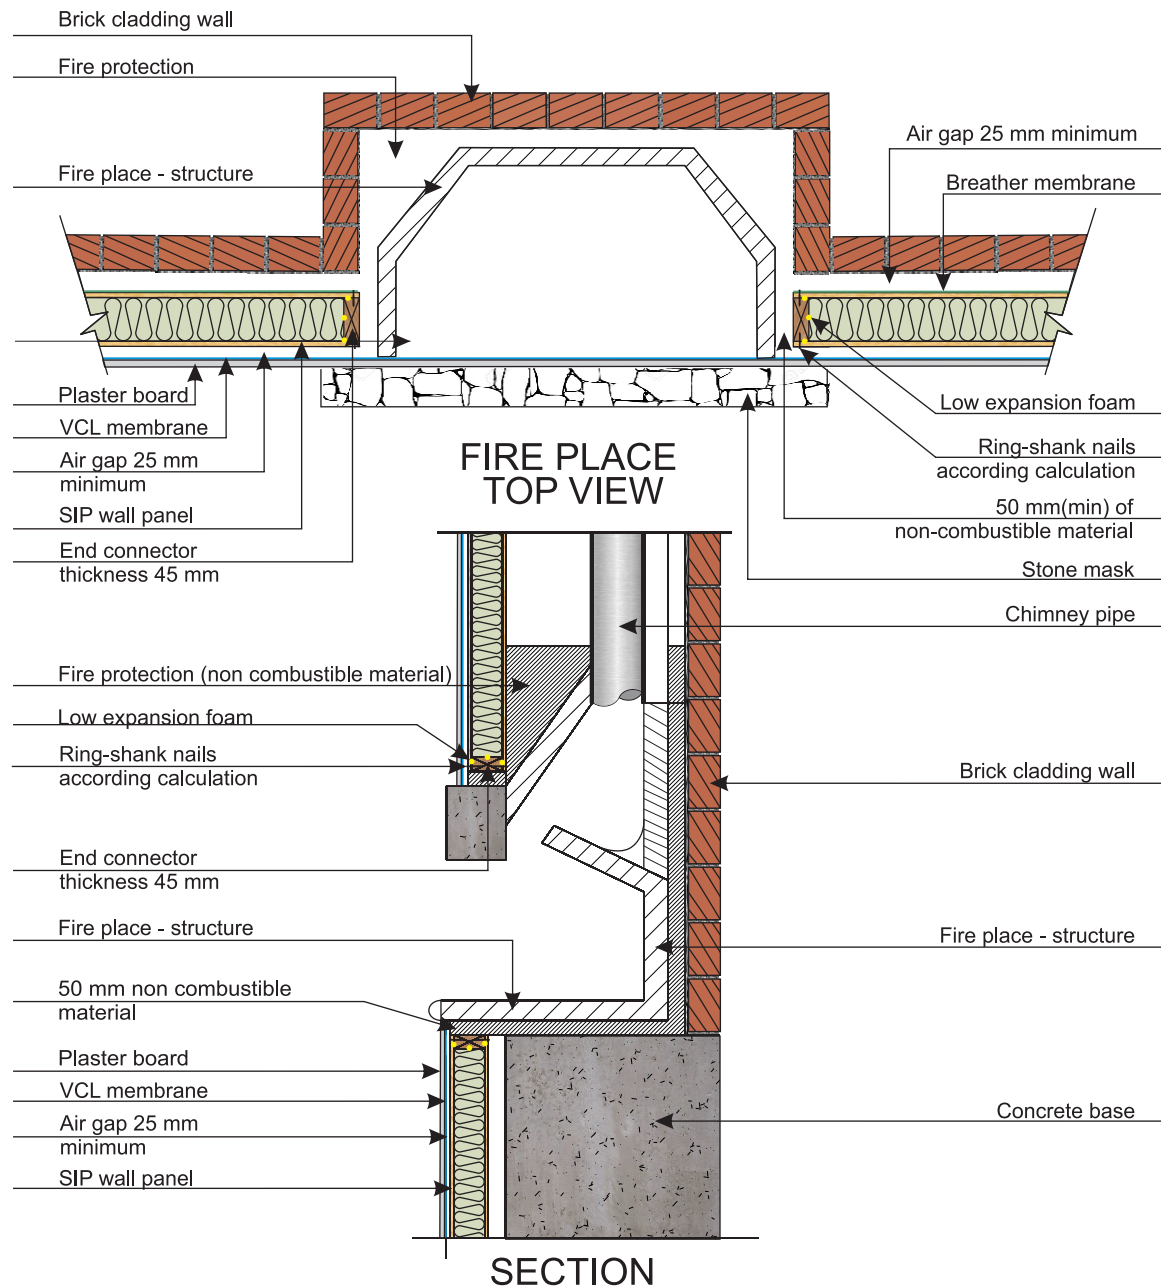 Brick cladding wall
Fire protection
Fire place - structure
Air gap 25 mm minimum
Breather membrane
Plaster board
VCL membrane
Air gap 25 mm
minimum
SIP wall panel
End connector
thickness 45 mm
Low expansion foam
Ring-shank nails
according calculation
50 mm(min) of
non-combustible material
Stone mask
FIRE PLACE
TOP VIEW
Chimney pipe
Fire protection (non combustible material)
Low expansion foam
Ring-shank nails
according calculation
Brick cladding wall
End connector
thickness 45 mm
Fire place - structure
Fire place - structure
50 mm non combustible
material
Plaster board
VCL membrane
Air gap 25 mm
minimum
SIP wall panel
Concrete base
SECTION